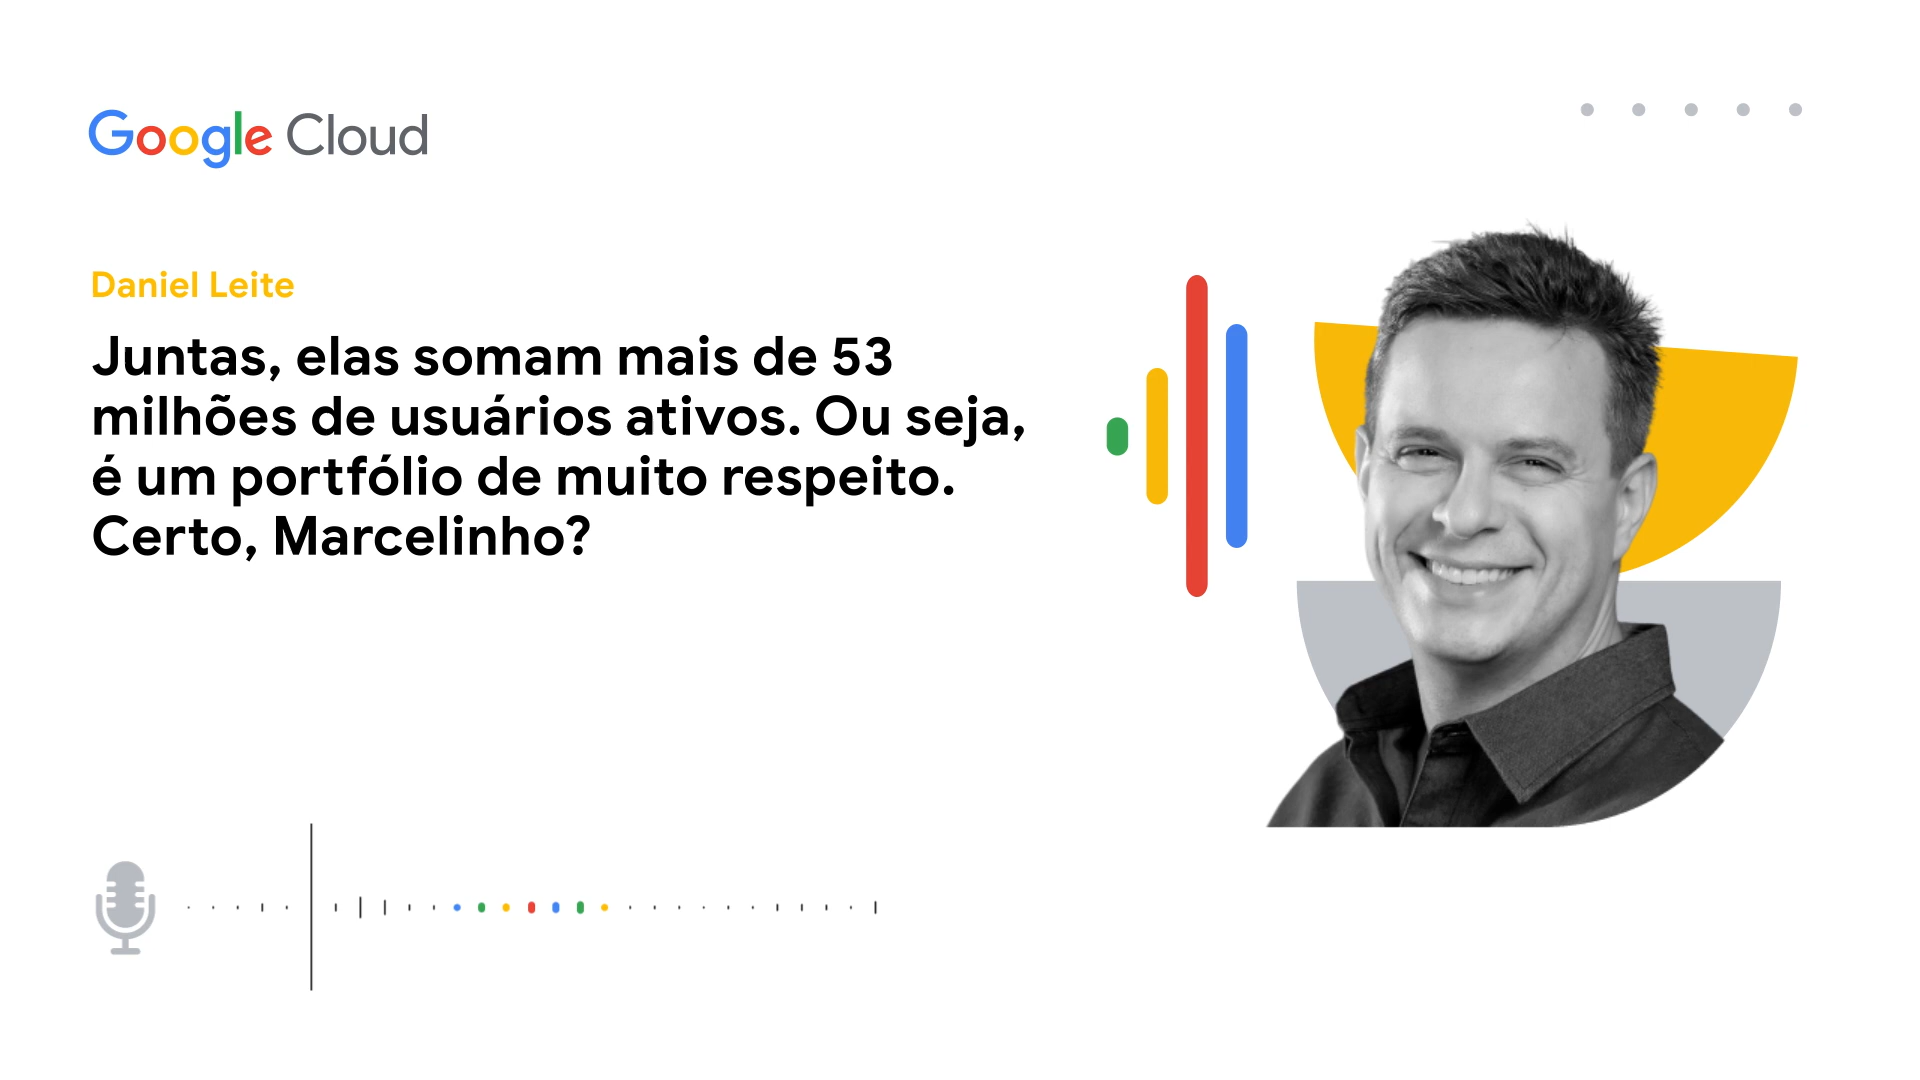 Google Cloud
Daniel Leite
Juntas, elas somam mais de 53
milhões de usuários ativos. Ou seja,
é um portfólio de muito respeito.
Certo, Marcelinho?